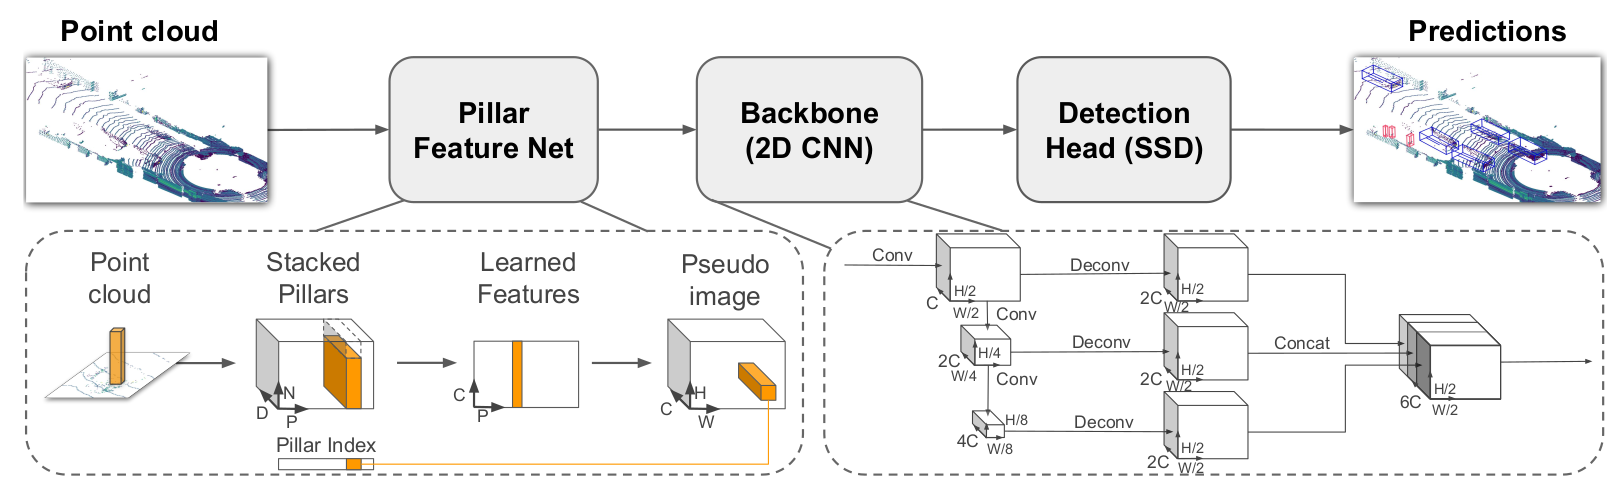 Point cloud
Predictions
Pillar
Feature Net
Backbone
(2D CNN)
Detection
Head (SSD)
Point
cloud
Stacked
Pillars
Learned
Features
Pseudo
image
D
N
P
C
P
C
H
W
Pillar Index
Conv
C
H/2
W/2
Conv
2C
H/4
W/4
Conv
4C
H/8
W/8
Deconv
2C
H/2
W/2
Deconv
2C
H/2
W/2
Deconv
2C
H/2
W/2
Concat
6C
H/2
W/2